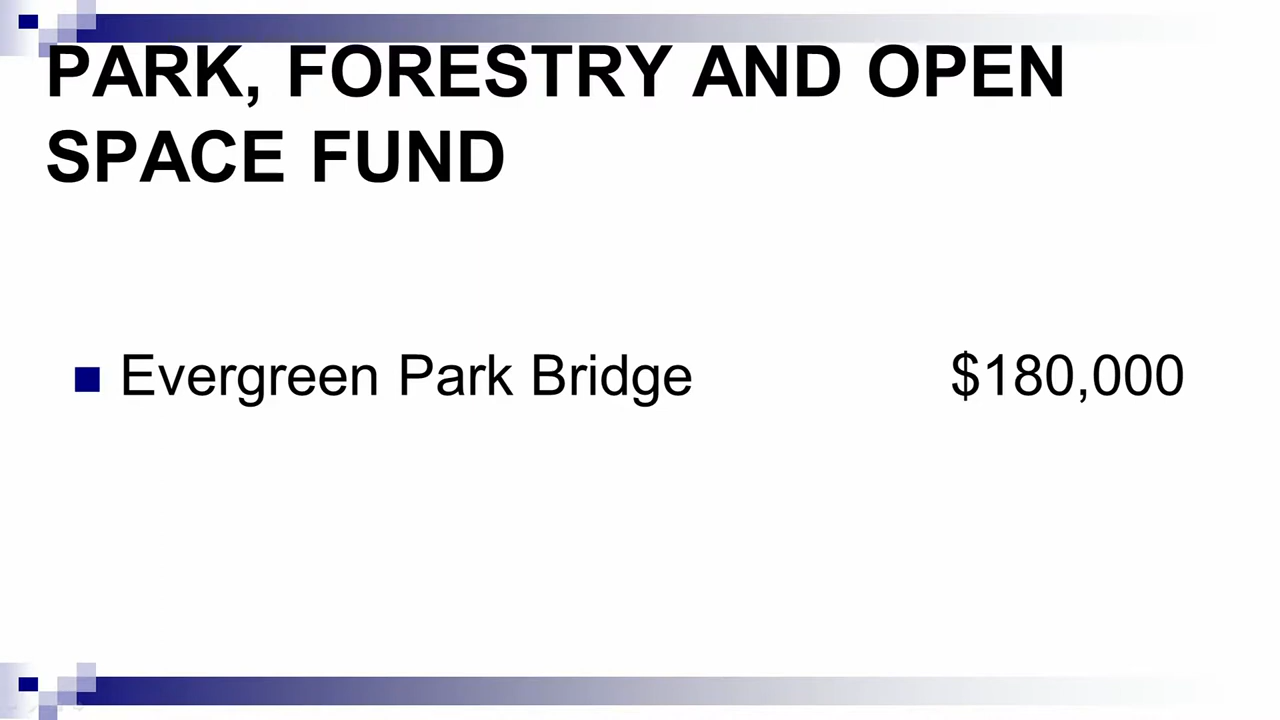 PARK, FORESTRY AND OPEN
SPACE FUND
Evergreen Park Bridge $180,000